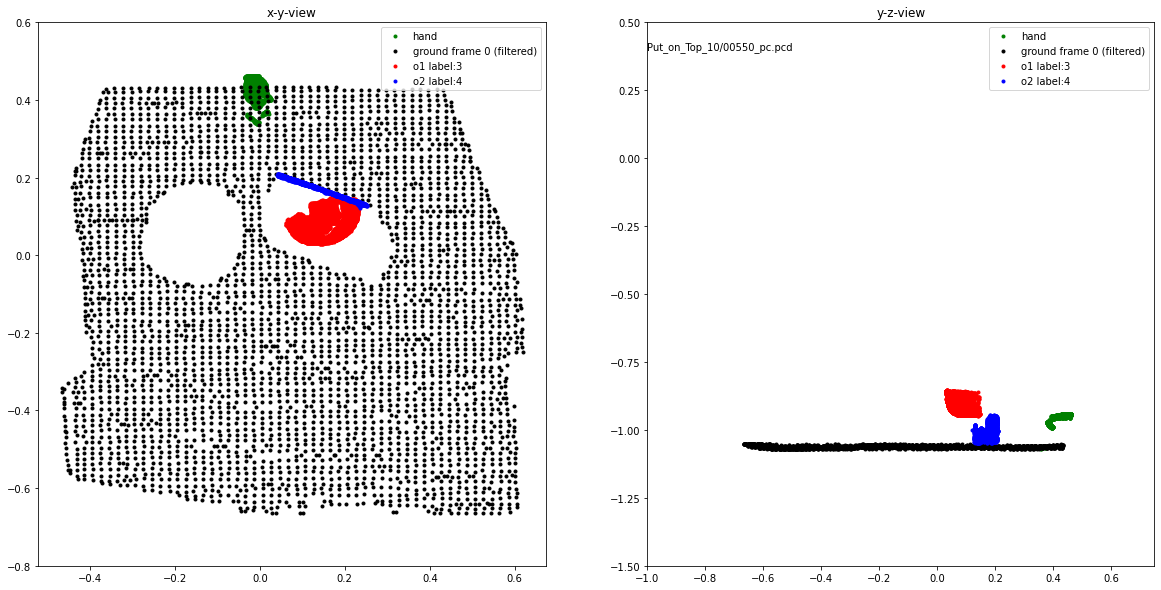 x-y-view
hand
ground frame 0 (filtered)
o1 label:3
o2 label:4
0.6
0.4
0.2
0.0
−0.2
−0.4
−0.6
−0.8
−0.4
−0.2
0.0
0.2
0.4
0.6
y-z-view
Put_on_Top_10/00550_pc.pcd
hand
ground frame 0 (filtered)
o1 label:3
o2 label:4
0.50
0.25
0.00
−0.25
−0.50
−0.75
−1.00
−1.25
−1.50
−1.0
−0.8
−0.6
−0.4
−0.2
0.0
0.2
0.4
0.6